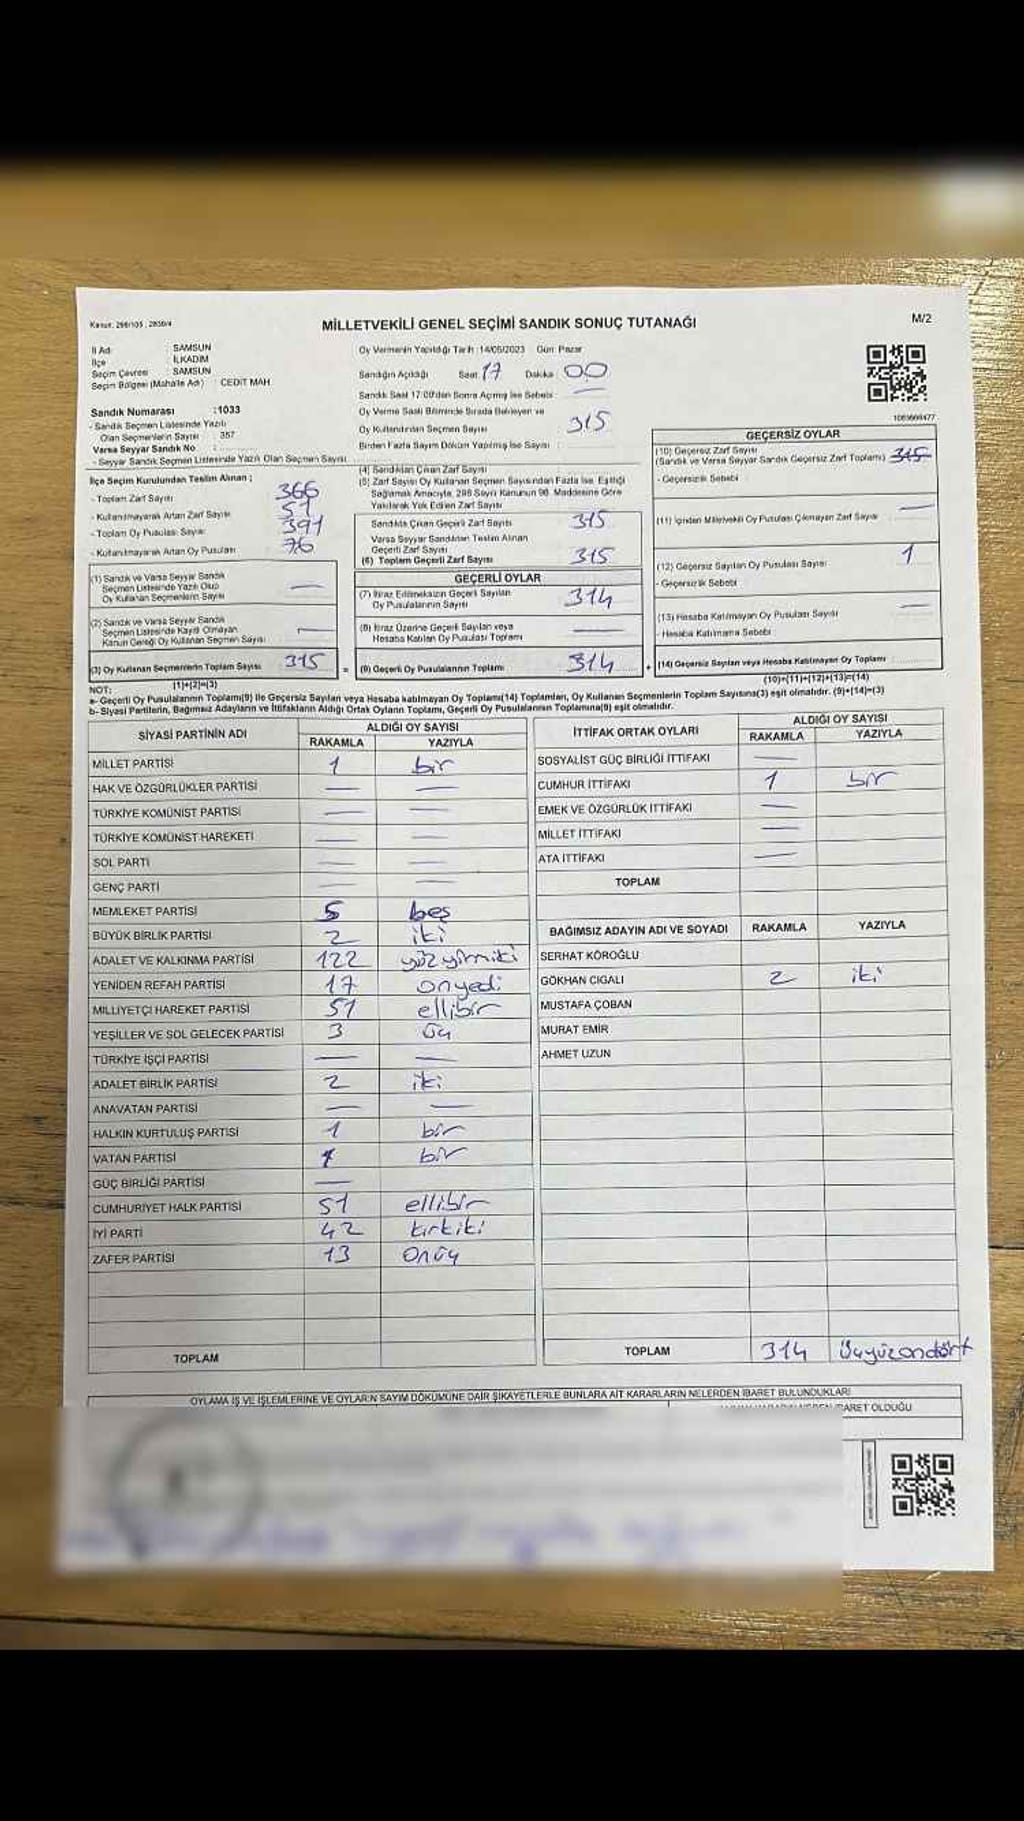 Kanun: 298/105, 2839/4
MİLLETVEKİLİ GENEL SEÇİMİ SANDIK SONUÇ TUTANAĞI
M/2
İl Adı : SAMSUN
İlçe : İLKADIM
Seçim Çevresi : SAMSUN
Seçim Bölgesi (Mahalle Adı) : CEDİT MAH
Sandık Numarası :1033
- Sandık Seçmen Listesinde Yazılı
Olan Seçmenlerin Sayısı : 357
Varsa Seyyar Sandık No :
- Seyyar Sandık Seçmen Listesinde Yazılı Olan Seçmen Sayısı
Oy Vermenin Yapıldığı Tarih :14/05/2023 Gün: Pazar
Sandığın Açıldığı Saat 17 Dakika 00
Sandık Saat 17:00'dan Sonra Açılmış İse Sebebi : —
Oy Verme Saati Bitiminde Sırada Bekleyen ve
Oy Kullandırılan Seçmen Sayısı 315
Birden Fazla Sayım Döküm Yapılmış İse Sayısı
İlçe Seçim Kurulundan Teslim Alınan ;
- Toplam Zarf Sayısı 366
- Kullanılmayarak Artan Zarf Sayısı 51
- Toplam Oy Pusulası Sayısı 391
- Kullanılmayarak Artan Oy Pusulası 76
(1) Sandık ve Varsa Seyyar Sandık
Seçmen Listesinde Yazılı Olup
Oy Kullanan Seçmenlerin Sayısı —
(2) Sandık ve Varsa Seyyar Sandık
Seçmen Listesinde Kayıtlı Olmayan
Kanun Gereği Oy Kullanan Seçmen Sayısı —
(3) Oy Kullanan Seçmenlerin Toplam Sayısı 315
(1)+(2)=(3)
(4) Sandıktan Çıkan Zarf Sayısı
(5) Zarf Sayısı Oy Kullanan Seçmen Sayısından Fazla İse, Eşitliği
Sağlamak Amacıyla, 298 Sayılı Kanunun 98. Maddesine Göre
Yakılarak Yok Edilen Zarf Sayısı
Sandıkta Çıkan Geçerli Zarf Sayısı 315
Varsa Seyyar Sandıktan Teslim Alınan
Geçerli Zarf Sayısı
(6) Toplam Geçerli Zarf Sayısı 315
GEÇERLİ OYLAR
(7) İtiraz Edilmeksizin Geçerli Sayılan
Oy Pusulalarının Sayısı 314
(8) İtiraz Üzerine Geçerli Sayılan veya
Hesaba Katılan Oy Pusulası Toplamı —
(9) Geçerli Oy Pusulalarının Toplamı 314
1083666477
GEÇERSİZ OYLAR
(10) Geçersiz Zarf Sayısı
(Sandık ve Varsa Seyyar Sandık Geçersiz Zarf Toplamı) 315
- Geçersizlik Sebebi
(11) İçinden Milletvekili Oy Pusulası Çıkmayan Zarf Sayısı —
(12) Geçersiz Sayılan Oy Pusulası Sayısı 1
- Geçersizlik Sebebi
(13) Hesaba Katılmayan Oy Pusulası Sayısı —
- Hesaba Katılmama Sebebi
(14) Geçersiz Sayılan veya Hesaba Katılmayan Oy Toplamı
(10)+(11)+(12)+(13)=(14)
NOT:
a- Geçerli Oy Pusulalarının Toplamı(9) ile Geçersiz Sayılan veya Hesaba katılmayan Oy Toplamı(14) Toplamları, Oy Kullanan Seçmenlerin Toplam Sayısına(3) eşit olmalıdır. (9)+(14)=(3)
b- Siyasi Partilerin, Bağımsız Adayların ve İttifakların Aldığı Ortak Oyların Toplamı, Geçerli Oy Pusulalarının Toplamına(9) eşit olmalıdır.
SİYASİ PARTİNİN ADI ALDIĞI OY SAYISI
RAKAMLA YAZIYLA
MİLLET PARTİSİ 1 bir
HAK VE ÖZGÜRLÜKLER PARTİSİ — —
TÜRKİYE KOMÜNİST PARTİSİ — —
TÜRKİYE KOMÜNİST HAREKETİ — —
SOL PARTİ — —
GENÇ PARTİ — —
MEMLEKET PARTİSİ 5 beş
BÜYÜK BİRLİK PARTİSİ 2 iki
ADALET VE KALKINMA PARTİSİ 122 yüzyirmiiki
YENİDEN REFAH PARTİSİ 17 onyedi
MİLLİYETÇİ HAREKET PARTİSİ 51 ellibir
YEŞİLLER VE SOL GELECEK PARTİSİ 3 üç
TÜRKİYE İŞÇİ PARTİSİ — —
ADALET BİRLİK PARTİSİ 2 iki
ANAVATAN PARTİSİ — —
HALKIN KURTULUŞ PARTİSİ 1 bir
VATAN PARTİSİ 1 bir
GÜÇ BİRLİĞİ PARTİSİ —
CUMHURİYET HALK PARTİSİ 51 ellibir
İYİ PARTİ 42 kırkiki
ZAFER PARTİSİ 13 onüç
TOPLAM
İTTİFAK ORTAK OYLARI ALDIĞI OY SAYISI
RAKAMLA YAZIYLA
SOSYALİST GÜÇ BİRLİĞİ İTTİFAKI —
CUMHUR İTTİFAKI 1 bir
EMEK VE ÖZGÜRLÜK İTTİFAKI —
MİLLET İTTİFAKI —
ATA İTTİFAKI —
TOPLAM
BAĞIMSIZ ADAYIN ADI VE SOYADI RAKAMLA YAZIYLA
SERHAT KÖROĞLU
GÖKHAN CIGALI 2 iki
MUSTAFA ÇOBAN
MURAT EMİR
AHMET UZUN
TOPLAM 314 Üçyüzondört
OYLAMA İŞ VE İŞLEMLERİNE VE OYLARIN SAYIM DÖKÜMÜNE DAİR ŞİKAYETLERLE BUNLARA AİT KARARLARIN NELERDEN İBARET BULUNDUKLARI
İBARET OLDUĞU